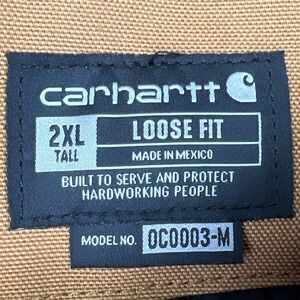 carhartt
2XL
TALL
LOOSE FIT
MADE IN MEXICO
BUILT TO SERVE AND PROTECT
HARDWORKING PEOPLE
MODEL NO. OC0003-M